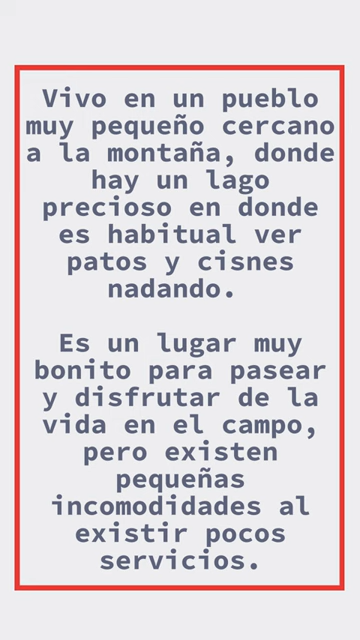 Vivo en un pueblo
muy pequeño cercano
a la montaña, donde
hay un lago
precioso en donde
es habitual ver
patos y cisnes
nadando.
Es un lugar muy
bonito para pasear
y disfrutar de la
vida en el campo,
pero existen
pequeñas
incomodidades al
existir pocos
servicios.